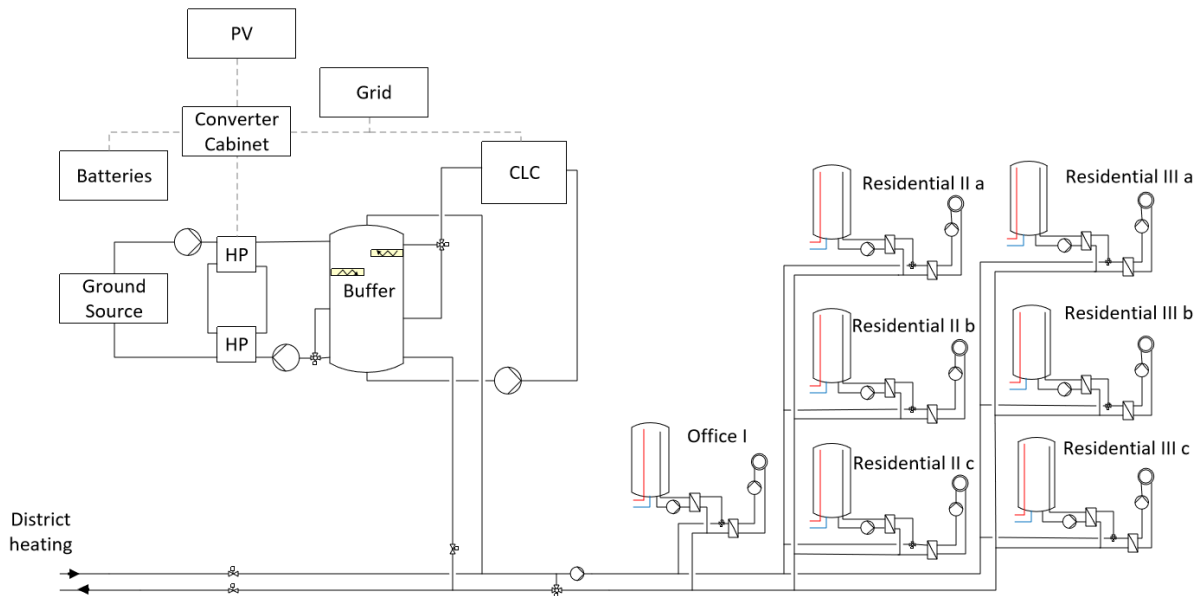 PV
Grid
Converter
Cabinet
Batteries
CLC
HP
Ground
Source
Buffer
HP
Residential II a
Residential III a
Residential II b
Residential III b
Office I
Residential II c
Residential III c
District
heating